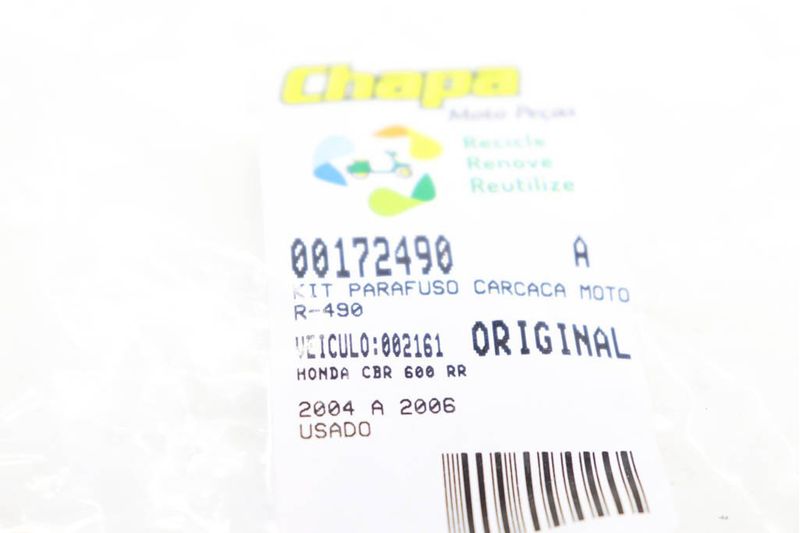 Chapa
Moto Peças
Recicle
Renove
Reutilize
00172490 A
KIT PARAFUSO CARCACA MOTO
R-490
VEICULO:002161 ORIGINAL
HONDA CBR 600 RR
2004 A 2006
USADO